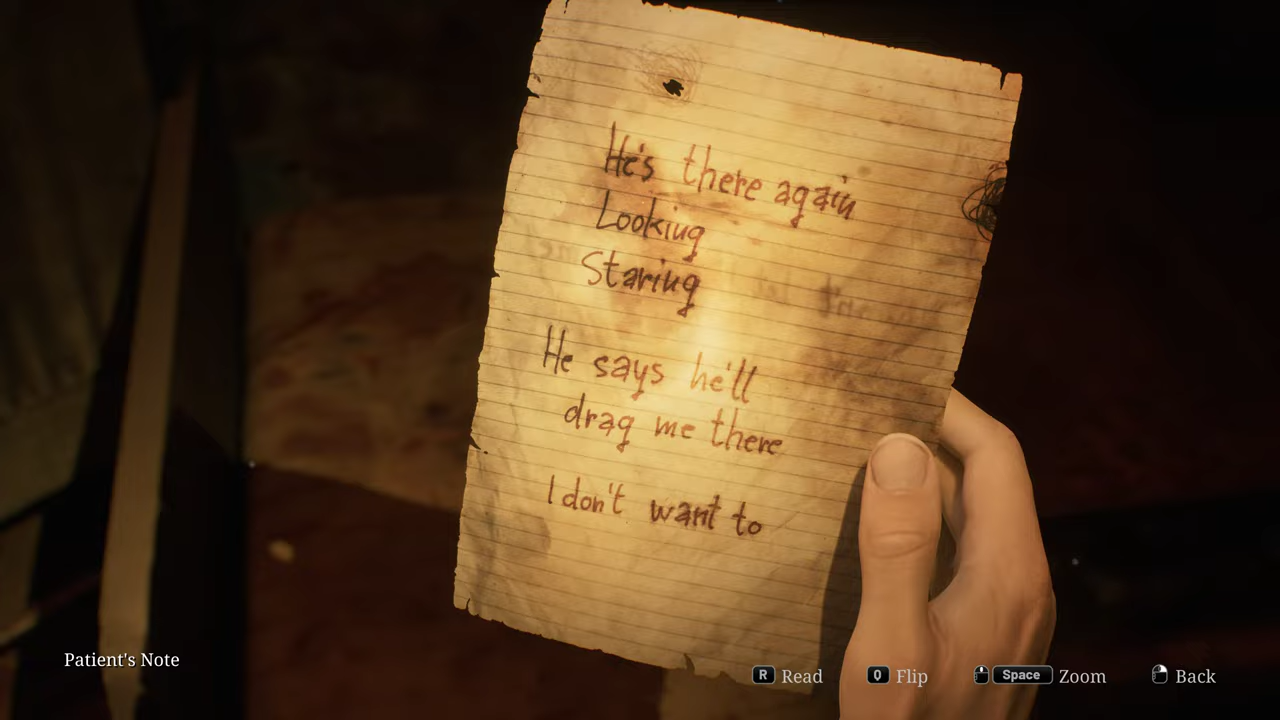 He's there again
Looking
Staring
He says he'll
drag me there
I don't want to
Patient's Note
R Read
Q Flip
Space Zoom
Back